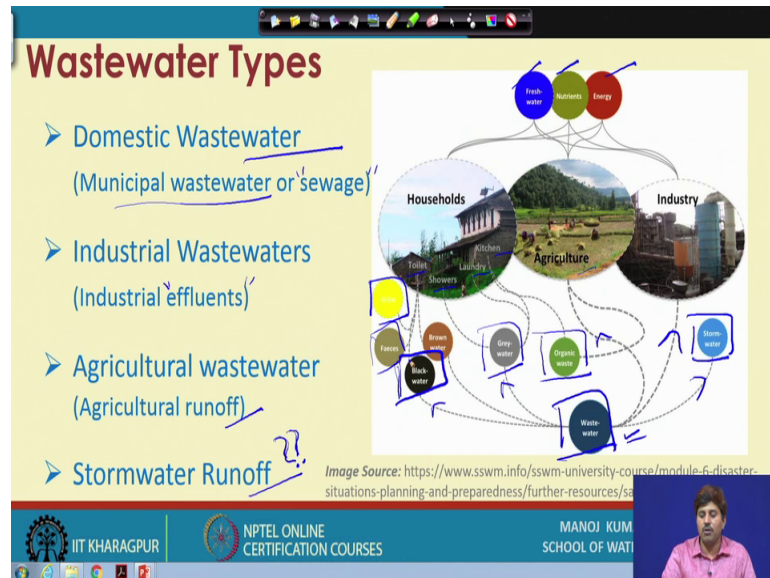 Wastewater Types
Domestic Wastewater
(Municipal wastewater or "sewage)"
Industrial Wastewaters
(Industrial effluents)
Agricultural wastewater
(Agricultural runoff)
Stormwater Runoff
??
Fresh-
water
Nutrients
Energy
Households
Kitchen
Toilet
Laundry
Showers
Agriculture
Industry
Faeces
Brown
water
Black-
water
Grey-
water
Organic
waste
Storm-
water
Waste-
water
Image Source: https://www.sswm.info/sswm-university-course/module-6-disaster-
situations-planning-and-preparedness/further-resources/sa
IIT KHARAGPUR
NPTEL ONLINE
CERTIFICATION COURSES
MANOJ
SCHOOL OF